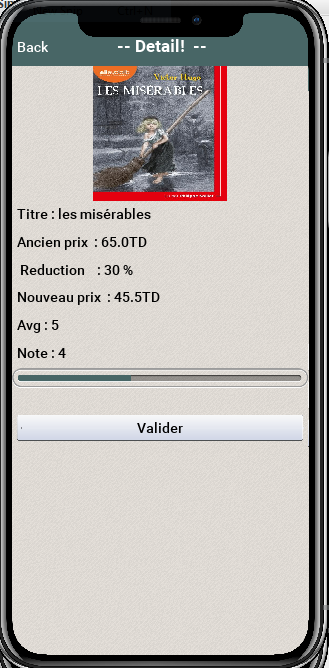 Back
-- Detail! --
Victor Hugo
LES MISÉRABLES
Titre : les misérables
Ancien prix : 65.0TD
Reduction : 30 %
Nouveau prix : 45.5TD
Avg : 5
Note : 4
Valider